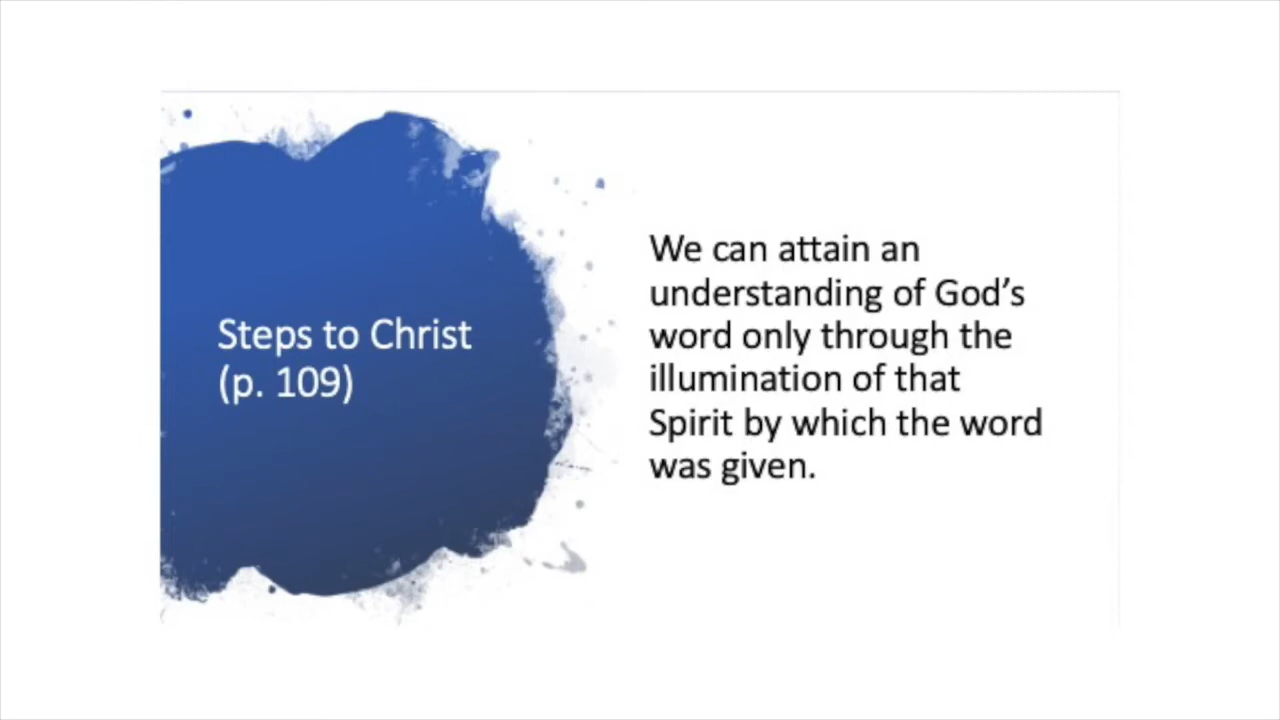 Steps to Christ
(p. 109)
We can attain an
understanding of God’s
word only through the
illumination of that
Spirit by which the word
was given.